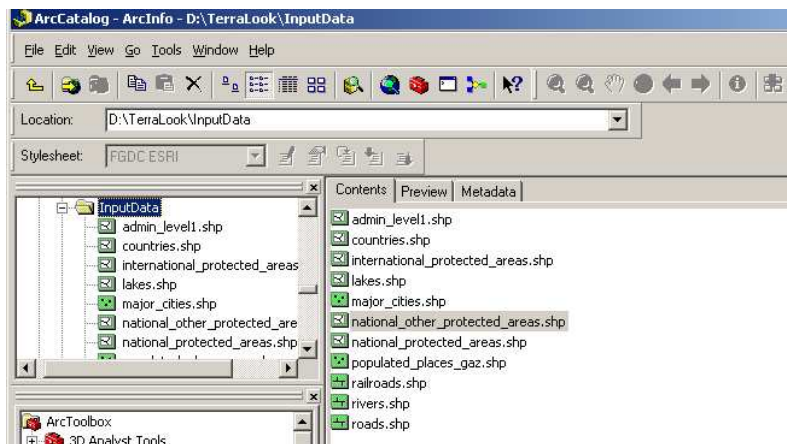 ArcCatalog - ArcInfo - D:\TerraLook\InputData
File Edit View Go Tools Window Help
Location: D:\TerraLook\InputData
Stylesheet: FGDC ESRI
InputData
admin_level1.shp
countries.shp
international_protected_areas
lakes.shp
major_cities.shp
national_other_protected_are
national_protected_areas.shp
ArcToolbox
3D Analyst Tools
Contents Preview Metadata
admin_level1.shp
countries.shp
international_protected_areas.shp
lakes.shp
major_cities.shp
national_other_protected_areas.shp
national_protected_areas.shp
populated_places_gaz.shp
railroads.shp
rivers.shp
roads.shp